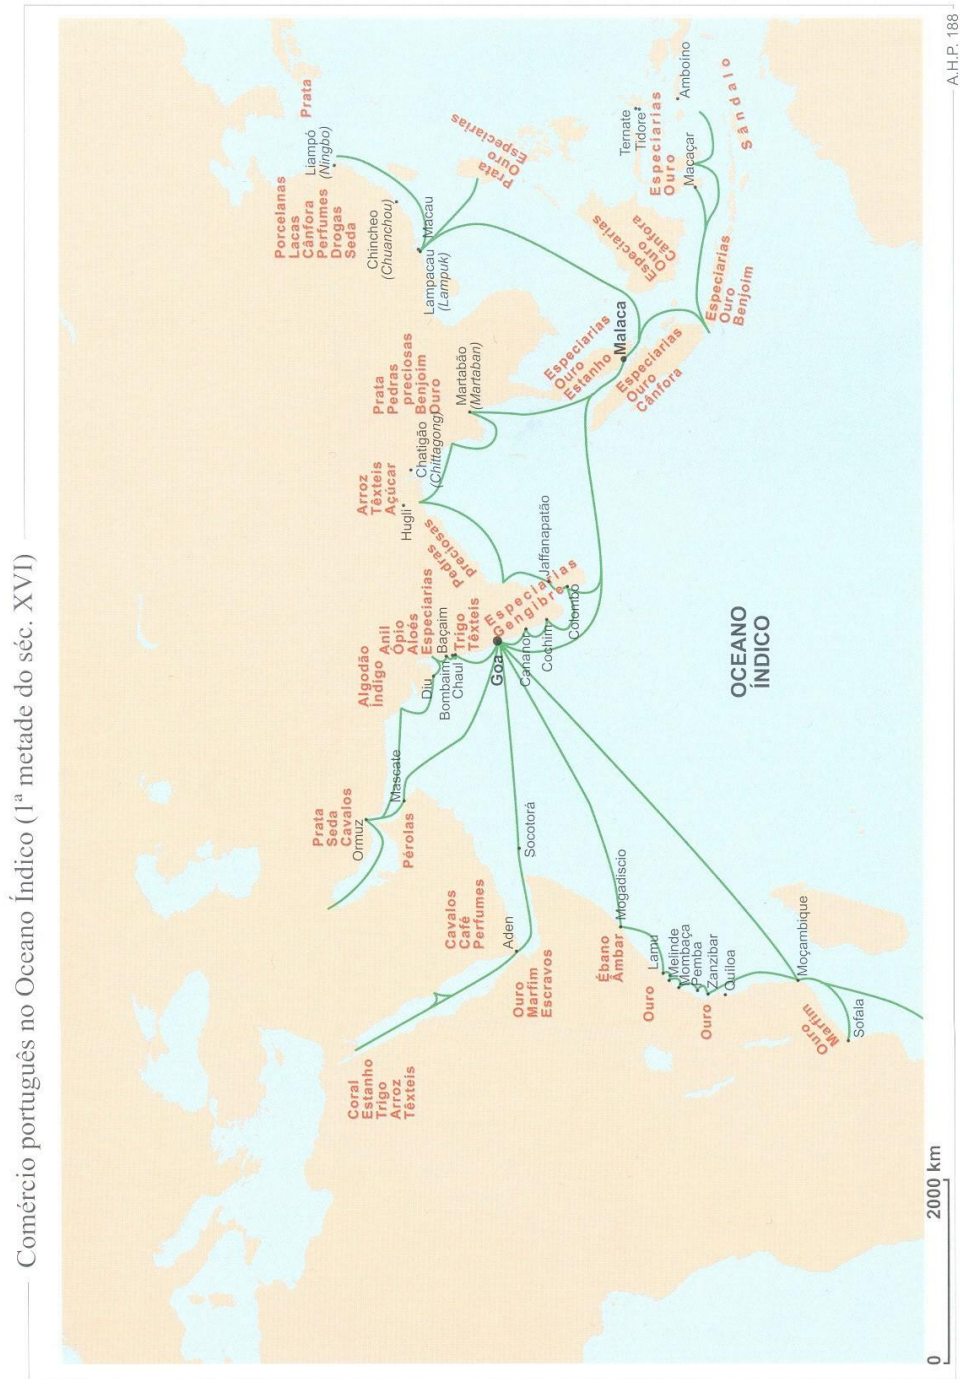 Comércio português no Oceano Índico (1ª metade do séc. XVI)
Coral
Estanho
Trigo
Arroz
Têxteis
Cavalos
Café
Perfumes
Aden
Ouro
Marfim
Escravos
Socotorá
Prata
Seda
Cavalos
Ormuz
Mascate
Pérolas
Algodão
Índigo
Anil
Ópio
Aloés
Especiarias
Diu
Bombaim
Baçaim
Chaul
Trigo
Têxteis
Goa
Especiarias
Gengibre
Cananor
Cochim
Colombo
Jaffanapatão
Pedras
preciosas
Arroz
Têxteis
Açúcar
Hugli
Chatigão
(Chittagong)
Prata
Pedras
preciosas
Benjoim
Ouro
Martabão
(Martaban)
Porcelanas
Lacas
Cânfora
Perfumes
Drogas
Seda
Liampó
(Ningbo)
Prata
Chincheo
(Chuanchou)
Macau
Lampacau
(Lampuk)
Prata
Ouro
Especiarias
Especiarias
Ouro
Estanho
Malaca
Especiarias
Ouro
Cânfora
Especiarias
Ouro
Cânfora
Especiarias
Ouro
Benjoim
Ternate
Tidore
Especiarias
Ouro
Macaçar
Amboino
Sândalo
Ébano
Âmbar
Mogadiscio
Ouro
Lamu
Melinde
Mombaça
Pemba
Zanzibar
Quiloa
Ouro
Moçambique
Ouro
Marfim
Sofala
OCEANO
ÍNDICO
0 2000 km
A.H.P. 188